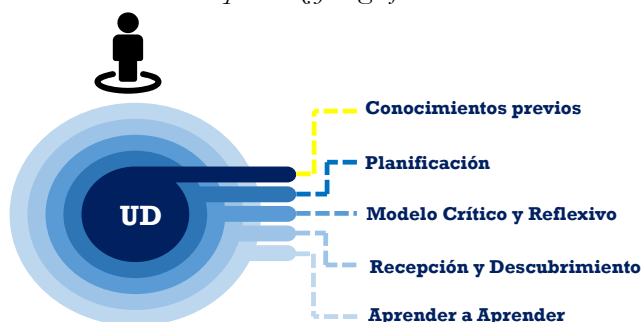 Conocimientos previos
Planificación
UD
Modelo Crítico y Reflexivo
Recepción y Descubrimiento
Aprender a Aprender